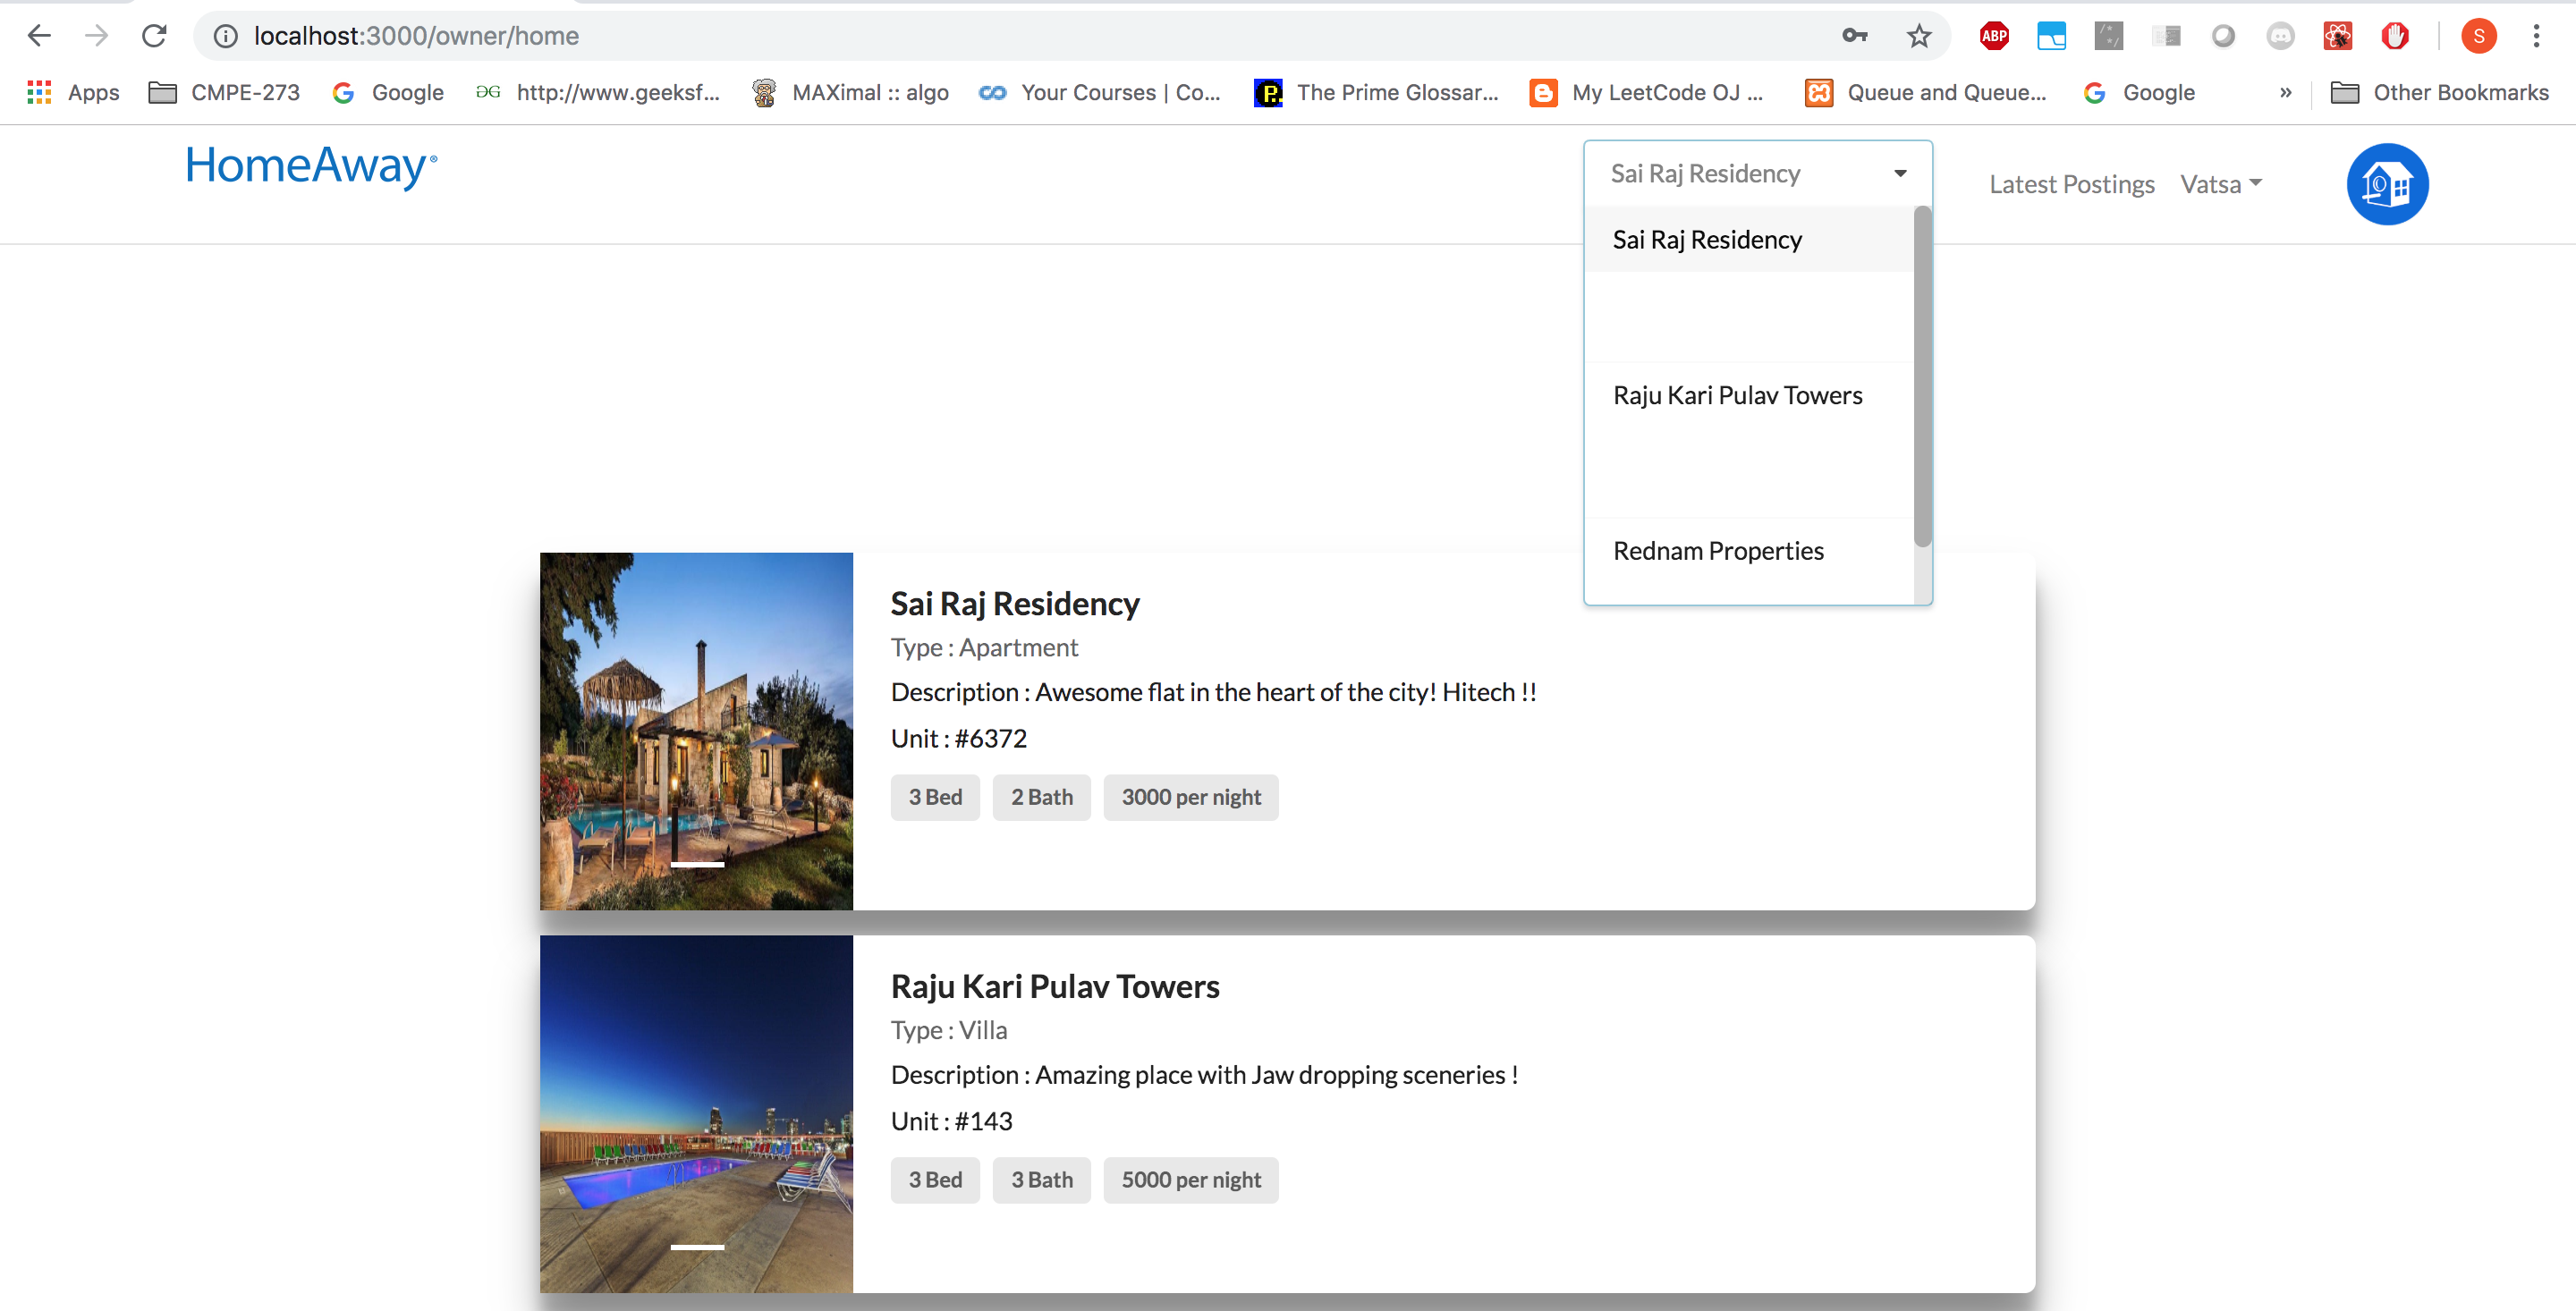 localhost:3000/owner/home
ABP
S
Apps
CMPE-273
Google
http://www.geeksf...
MAXimal :: algo
Your Courses | Co...
The Prime Glossar...
My LeetCode OJ ...
Queue and Queue...
Google
»
Other Bookmarks
HomeAway®
Sai Raj Residency
Latest Postings
Vatsa
Sai Raj Residency
Raju Kari Pulav Towers
Rednam Properties
Sai Raj Residency
Type : Apartment
Description : Awesome flat in the heart of the city! Hitech !!
Unit : #6372
3 Bed 2 Bath 3000 per night
Raju Kari Pulav Towers
Type : Villa
Description : Amazing place with Jaw dropping sceneries !
Unit : #143
3 Bed 3 Bath 5000 per night